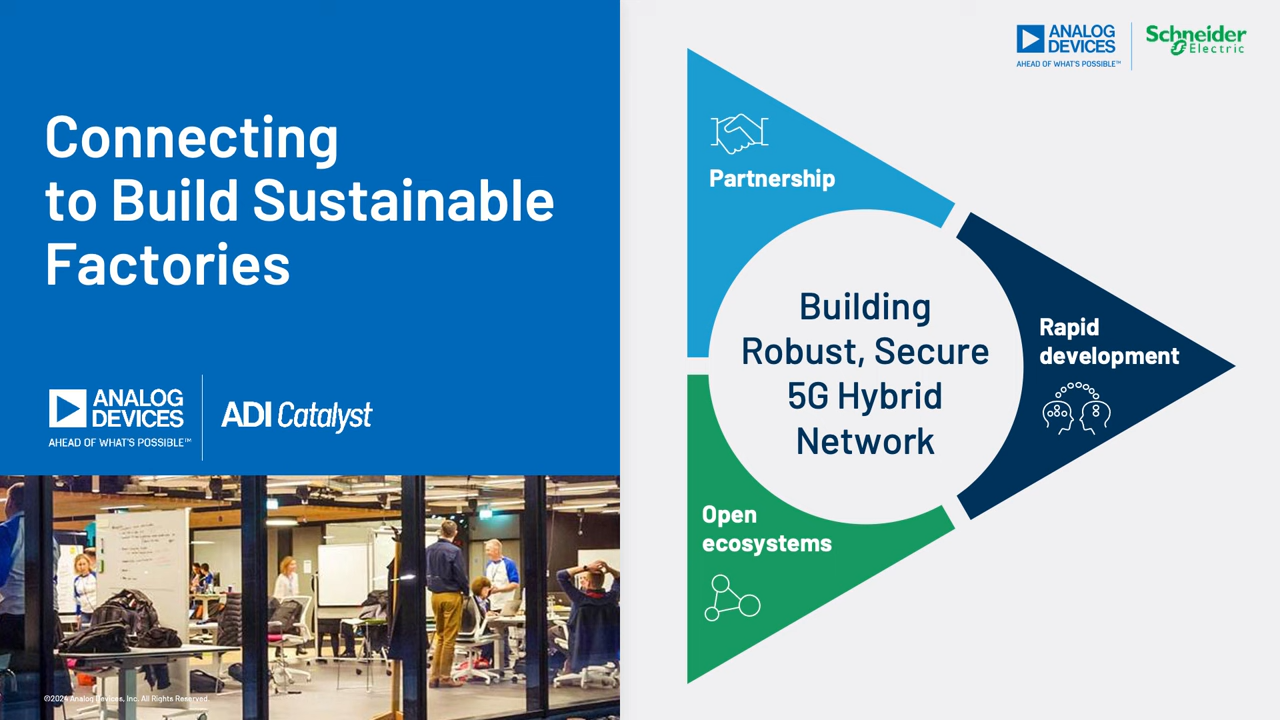 Connecting
to Build Sustainable
Factories
ANALOG
DEVICES
AHEAD OF WHAT'S POSSIBLE™
ADI Catalyst
©2024 Analog Devices, Inc. All Rights Reserved.
ANALOG
DEVICES
AHEAD OF WHAT'S POSSIBLE™
Schneider
Electric
Partnership
Building
Robust, Secure
5G Hybrid
Network
Rapid
development
Open
ecosystems